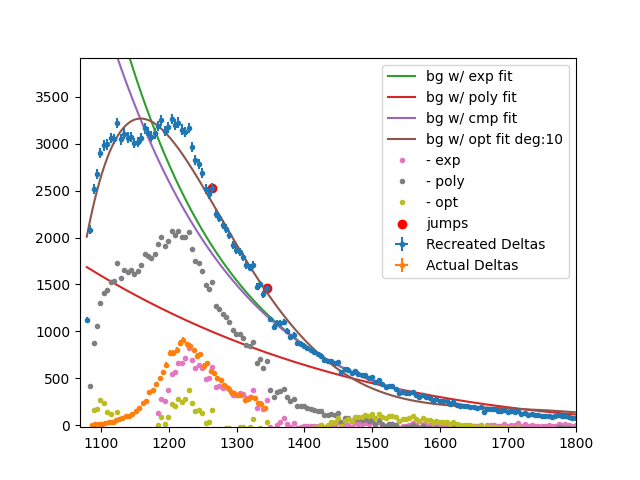 3500
3000
2500
2000
1500
1000
500
0
1100 1200 1300 1400 1500 1600 1700 1800
bg w/ exp fit
bg w/ poly fit
bg w/ cmp fit
bg w/ opt fit deg:10
- exp
- poly
- opt
jumps
Recreated Deltas
Actual Deltas